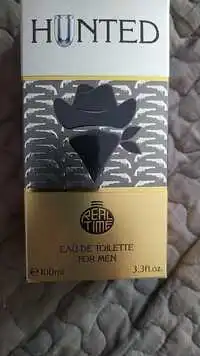 HUNTED
REAL
TIME
EAU DE TOILETTE
FOR MEN
℮100ml 3.3fl.oz.